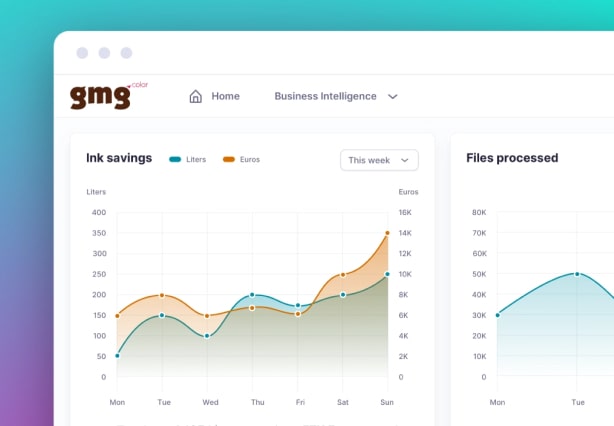 gmg color
Home
Business Intelligence
Ink savings
Liters
Euros
This week
Files processed
Liters
Euros
400
350
300
250
200
150
100
50
0
16K
14K
12K
10K
8K
6K
4K
2K
0
Mon Tue Wed Thu Fri Sat Sun
80K
70K
60K
50K
40K
30K
20K
10K
0
Mon Tue